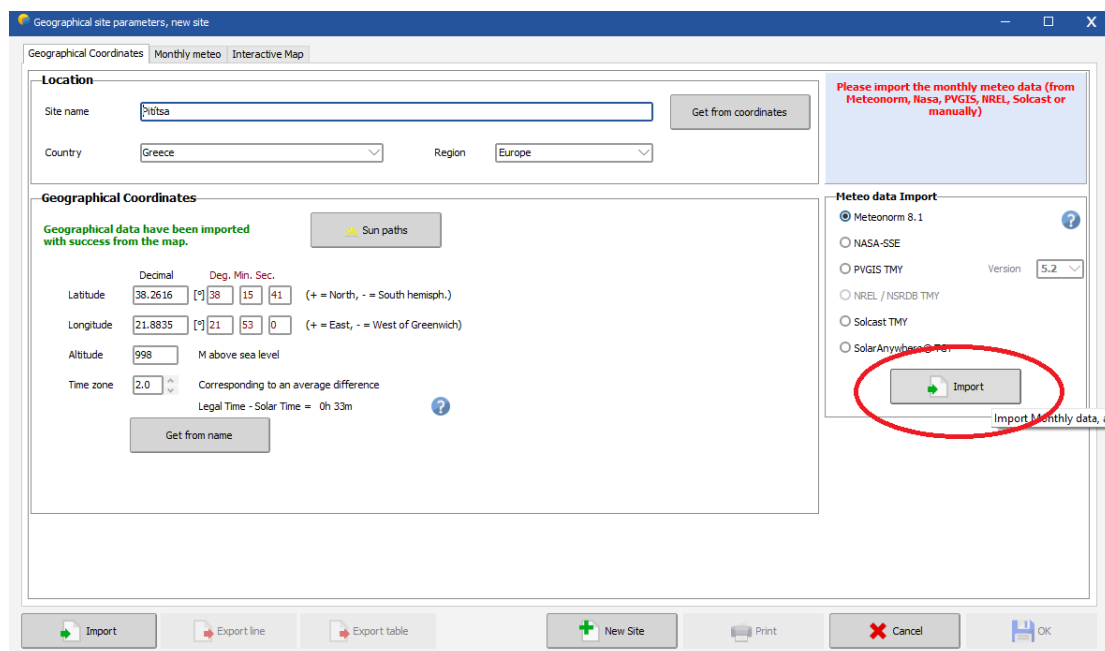 Geographical site parameters, new site
Geographical Coordinates Monthly meteo Interactive Map
Location
Site name Pitítsa Get from coordinates
Country Greece Region Europe
Please import the monthly meteo data (from
Meteonorm, Nasa, PVGIS, NREL, Solcast or
manually)
Geographical Coordinates
Geographical data have been imported
with success from the map.
Sun paths
Decimal Deg. Min. Sec.
Latitude 38.2616 [°] 38 15 41 (+ = North, - = South hemisph.)
Longitude 21.8835 [°] 21 53 0 (+ = East, - = West of Greenwich)
Altitude 998 M above sea level
Time zone 2.0 Corresponding to an average difference
Legal Time - Solar Time = 0h 33m ?
Get from name
Meteo data Import
Meteonorm 8.1 ?
NASA-SSE
PVGIS TMY Version 5.2
NREL / NSRDB TMY
Solcast TMY
SolarAnywhere®
Import
Import Monthly data,
Import Export line Export table New Site Print Cancel OK